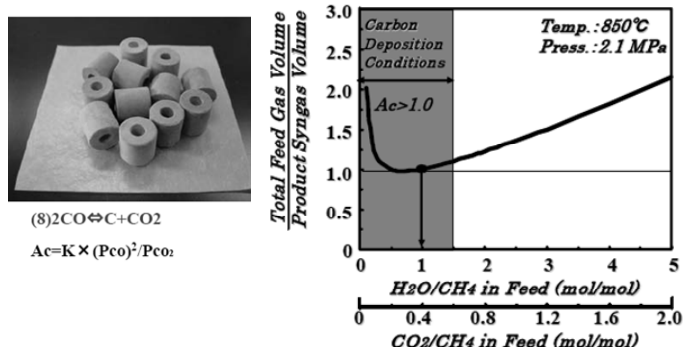 (8)2CO⇔C+CO2
Ac=K×(Pco)²/Pco₂
Total Feed Gas Volume
Product Syngas Volume
3.0
2.5
2.0
1.5
1.0
0.5
0
Carbon
Deposition
Conditions
Ac>1.0
Temp.:850℃
Press.:2.1 MPa
0 1 2 3 4 5
H2O/CH4 in Feed (mol/mol)
0 0.4 0.8 1.2 1.6 2.0
CO2/CH4 in Feed (mol/mol)